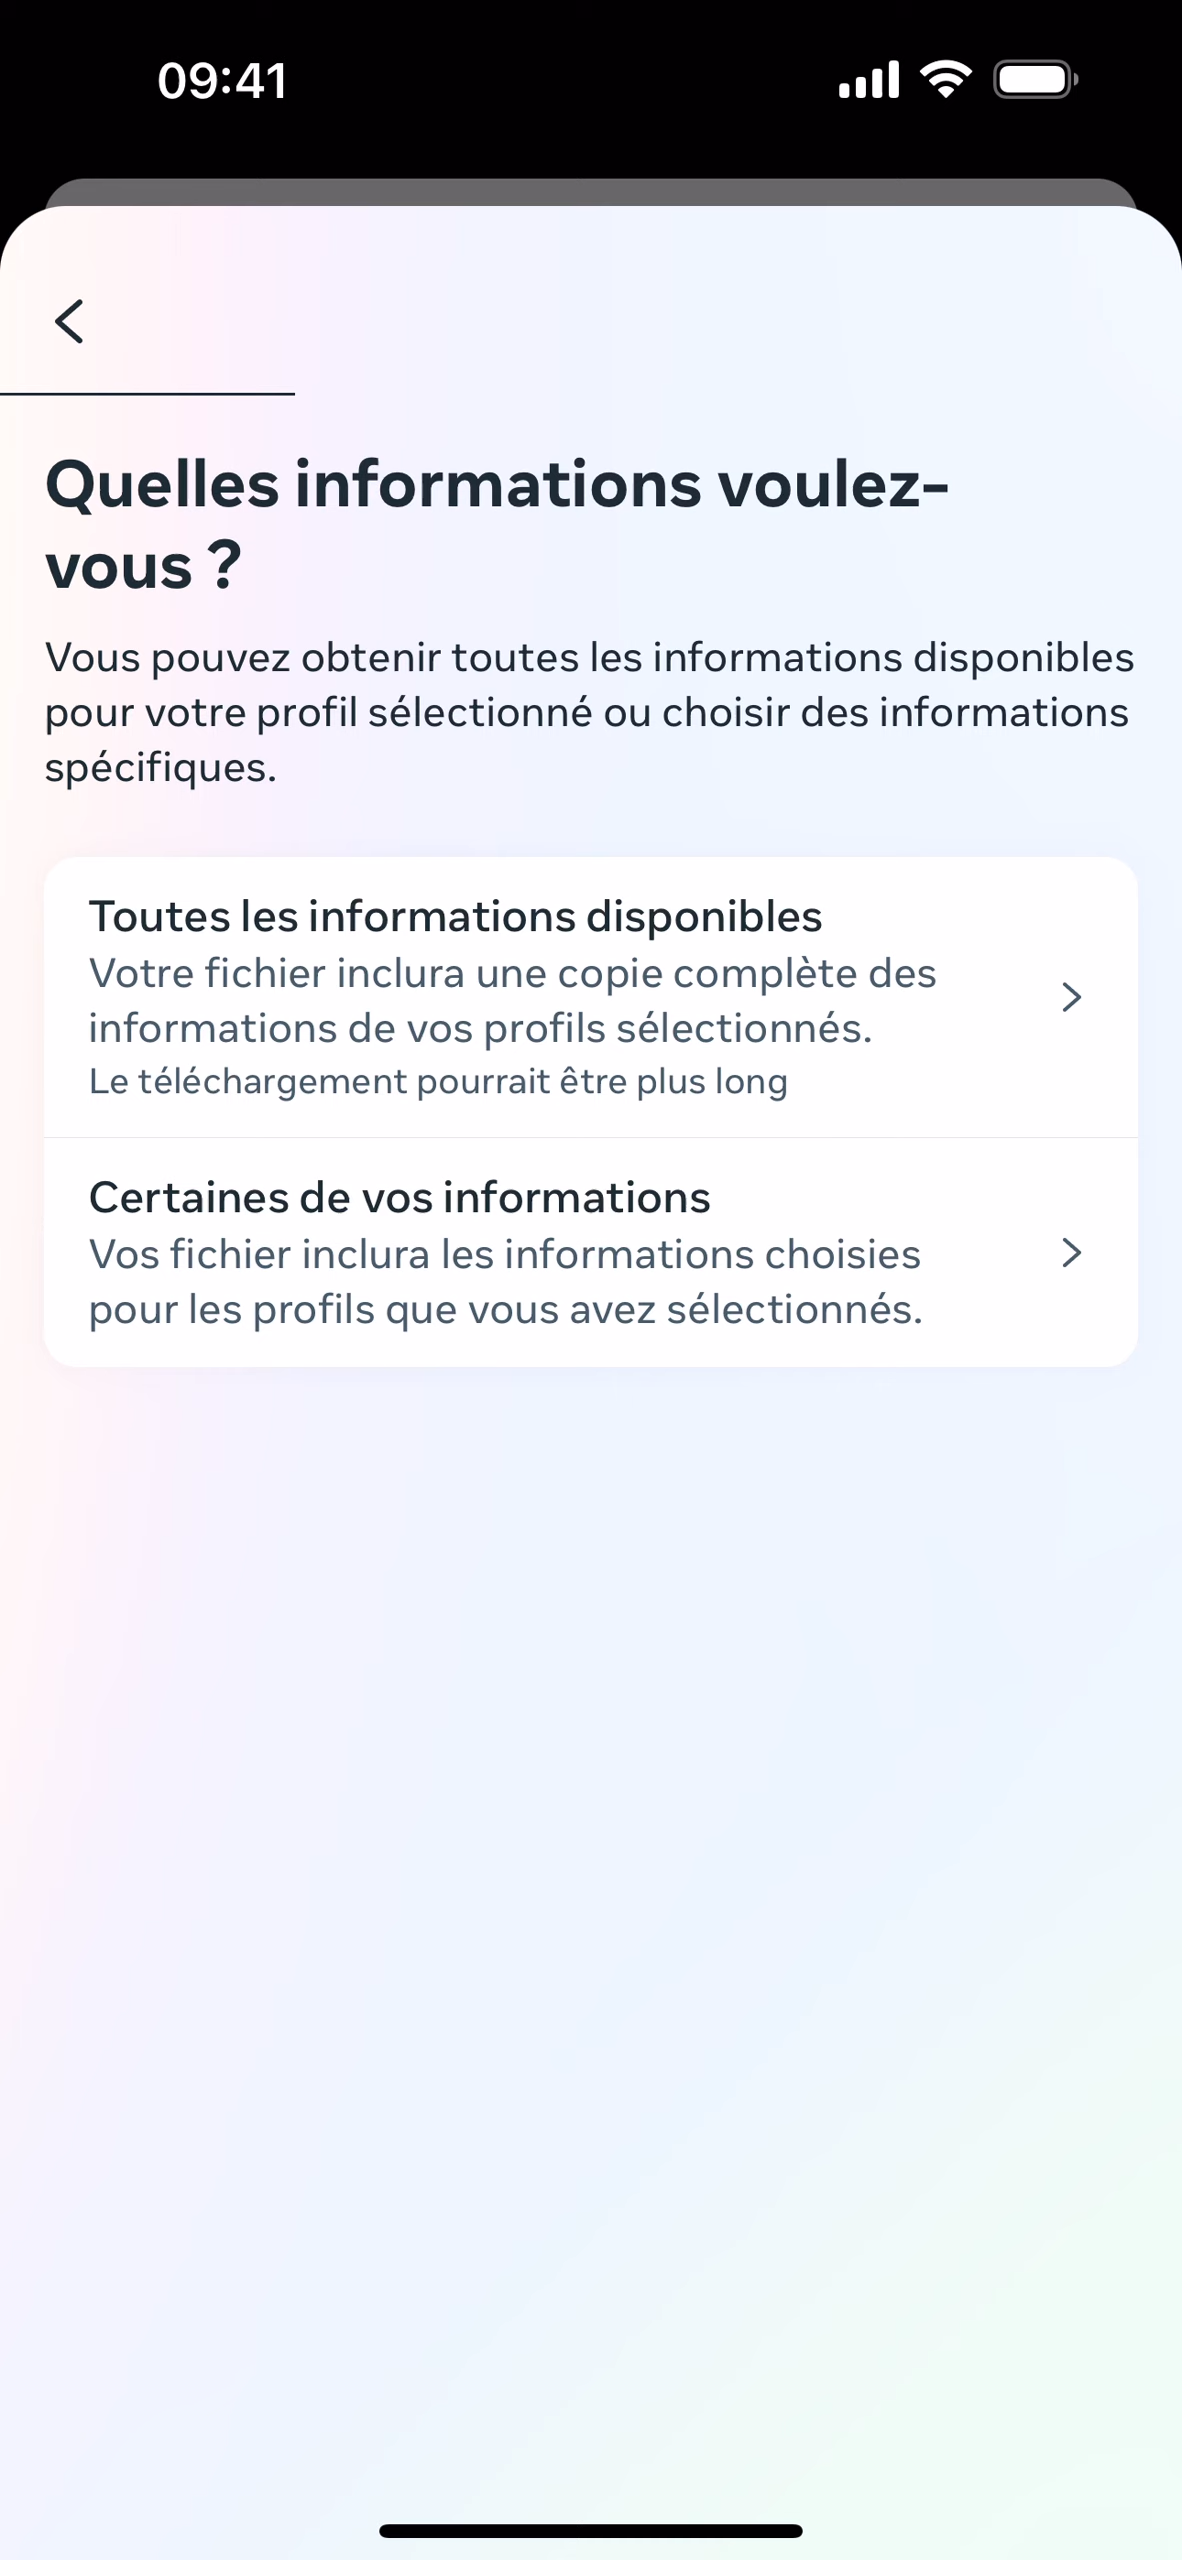 09:41
Quelles informations voulez-
vous ?
Vous pouvez obtenir toutes les informations disponibles
pour votre profil sélectionné ou choisir des informations
spécifiques.
Toutes les informations disponibles
Votre fichier inclura une copie complète des
informations de vos profils sélectionnés.
Le téléchargement pourrait être plus long
Certaines de vos informations
Vos fichier inclura les informations choisies
pour les profils que vous avez sélectionnés.